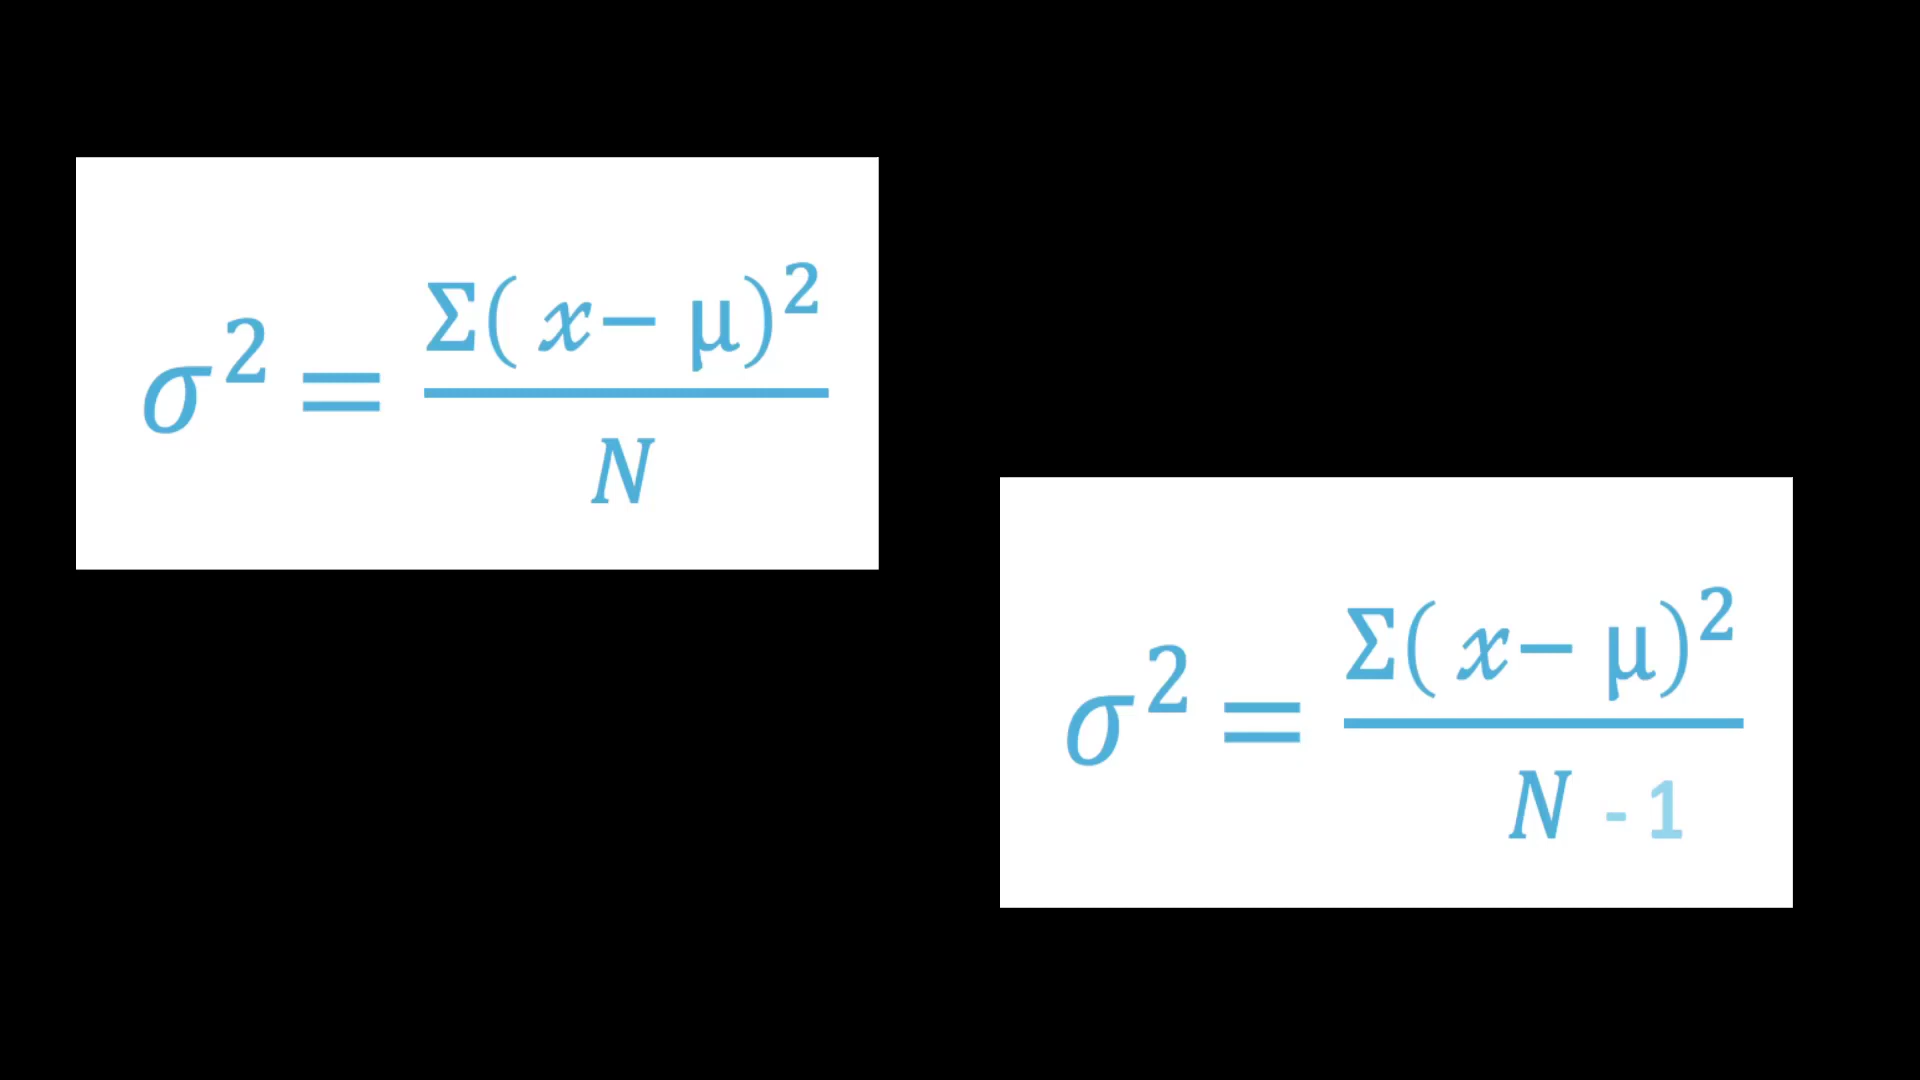 σ² = Σ( x − μ)² / N
σ² = Σ( x − μ)² / N - 1